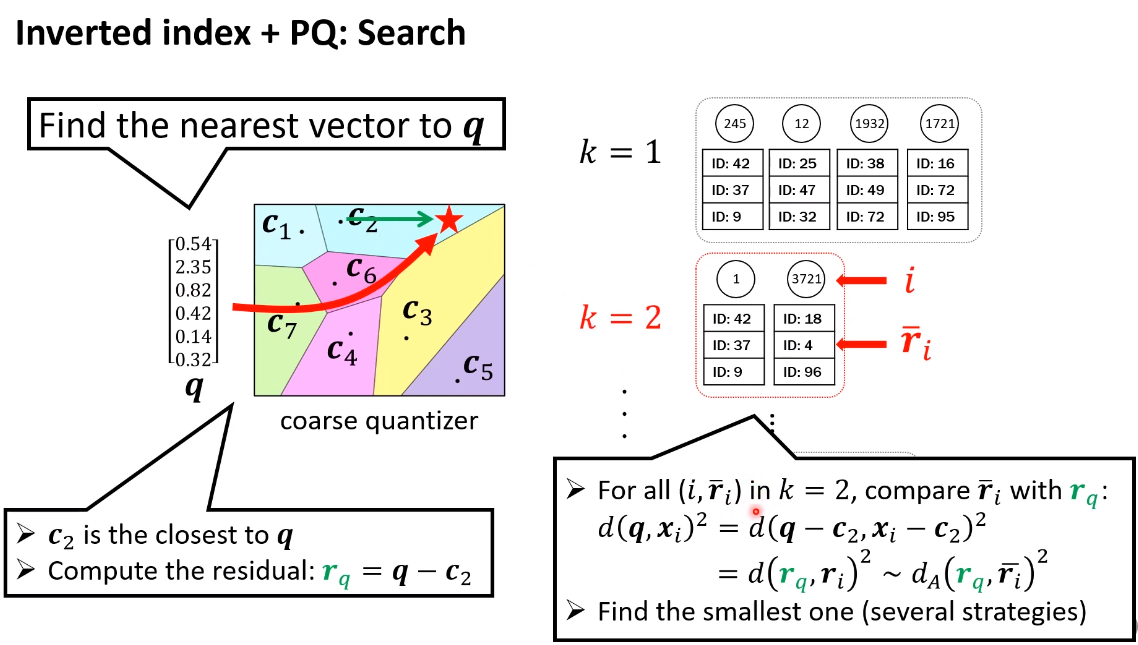 Inverted index + PQ: Search
Find the nearest vector to q
0.54
2.35
0.82
0.42
0.14
0.32
q
c₁
c₂
c₆
c₇
c₄
c₃
c₅
coarse quantizer
➢ c₂ is the closest to q
➢ Compute the residual: r_q = q − c₂
k = 1
245 12 1932 1721
ID: 42 ID: 25 ID: 38 ID: 16
ID: 37 ID: 47 ID: 49 ID: 72
ID: 9 ID: 32 ID: 72 ID: 95
k = 2
1 3721 i
ID: 42 ID: 18
ID: 37 ID: 4 r̄ᵢ
ID: 9 ID: 96
➢ For all (i, r̄ᵢ) in k = 2, compare r̄ᵢ with r_q:
d(q, xᵢ)² = d(q − c₂, xᵢ − c₂)²
= d(r_q, rᵢ)² ~ d_A(r_q, r̄ᵢ)²
➢ Find the smallest one (several strategies)